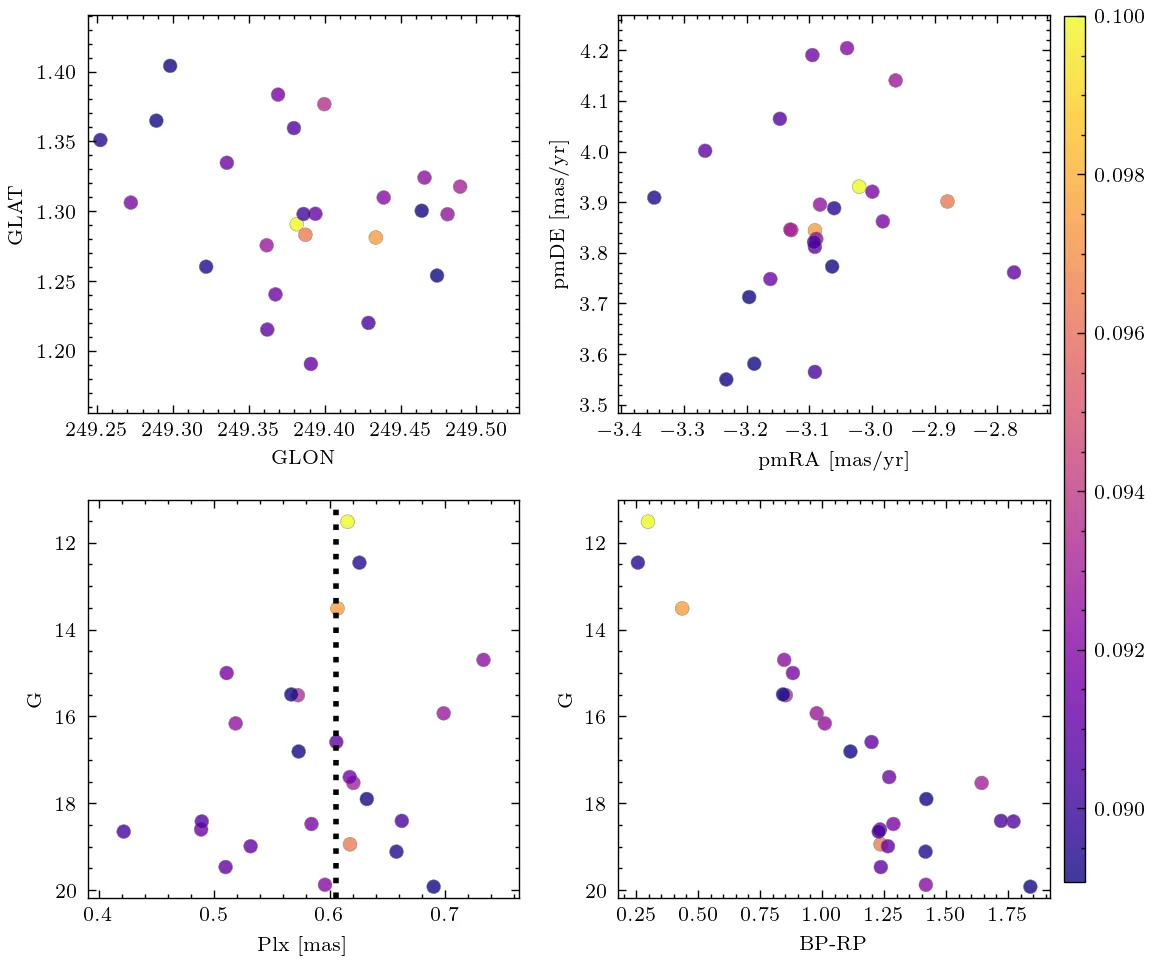 1.40
1.35
1.30
1.25
1.20
GLAT
249.25 249.30 249.35 249.40 249.45 249.50
GLON
4.2
4.1
4.0
3.9
3.8
3.7
3.6
3.5
pmDE [mas/yr]
−3.4 −3.3 −3.2 −3.1 −3.0 −2.9 −2.8
pmRA [mas/yr]
0.100
0.098
0.096
0.094
0.092
0.090
12
14
16
18
20
G
0.4 0.5 0.6 0.7
Plx [mas]
12
14
16
18
20
G
0.25 0.50 0.75 1.00 1.25 1.50 1.75
BP-RP